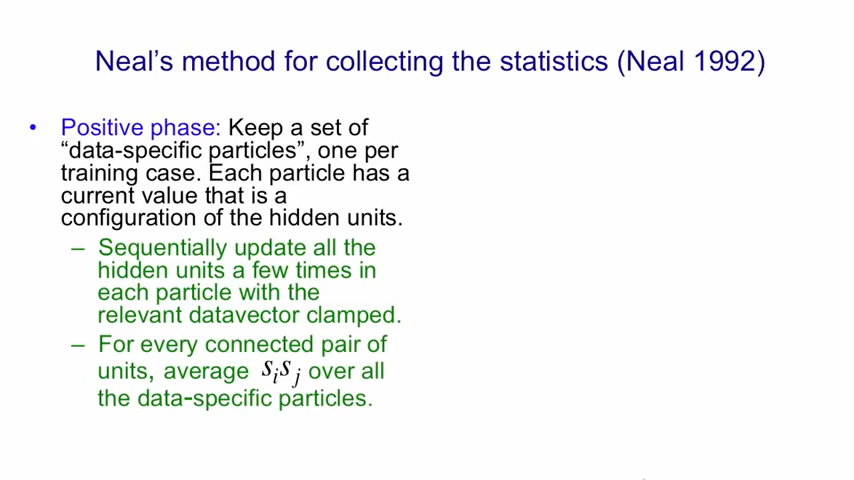 Neal's method for collecting the statistics (Neal 1992)
• Positive phase: Keep a set of
“data-specific particles”, one per
training case. Each particle has a
current value that is a
configuration of the hidden units.
– Sequentially update all the
hidden units a few times in
each particle with the
relevant datavector clamped.
– For every connected pair of
units, average sᵢsⱼ over all
the data-specific particles.